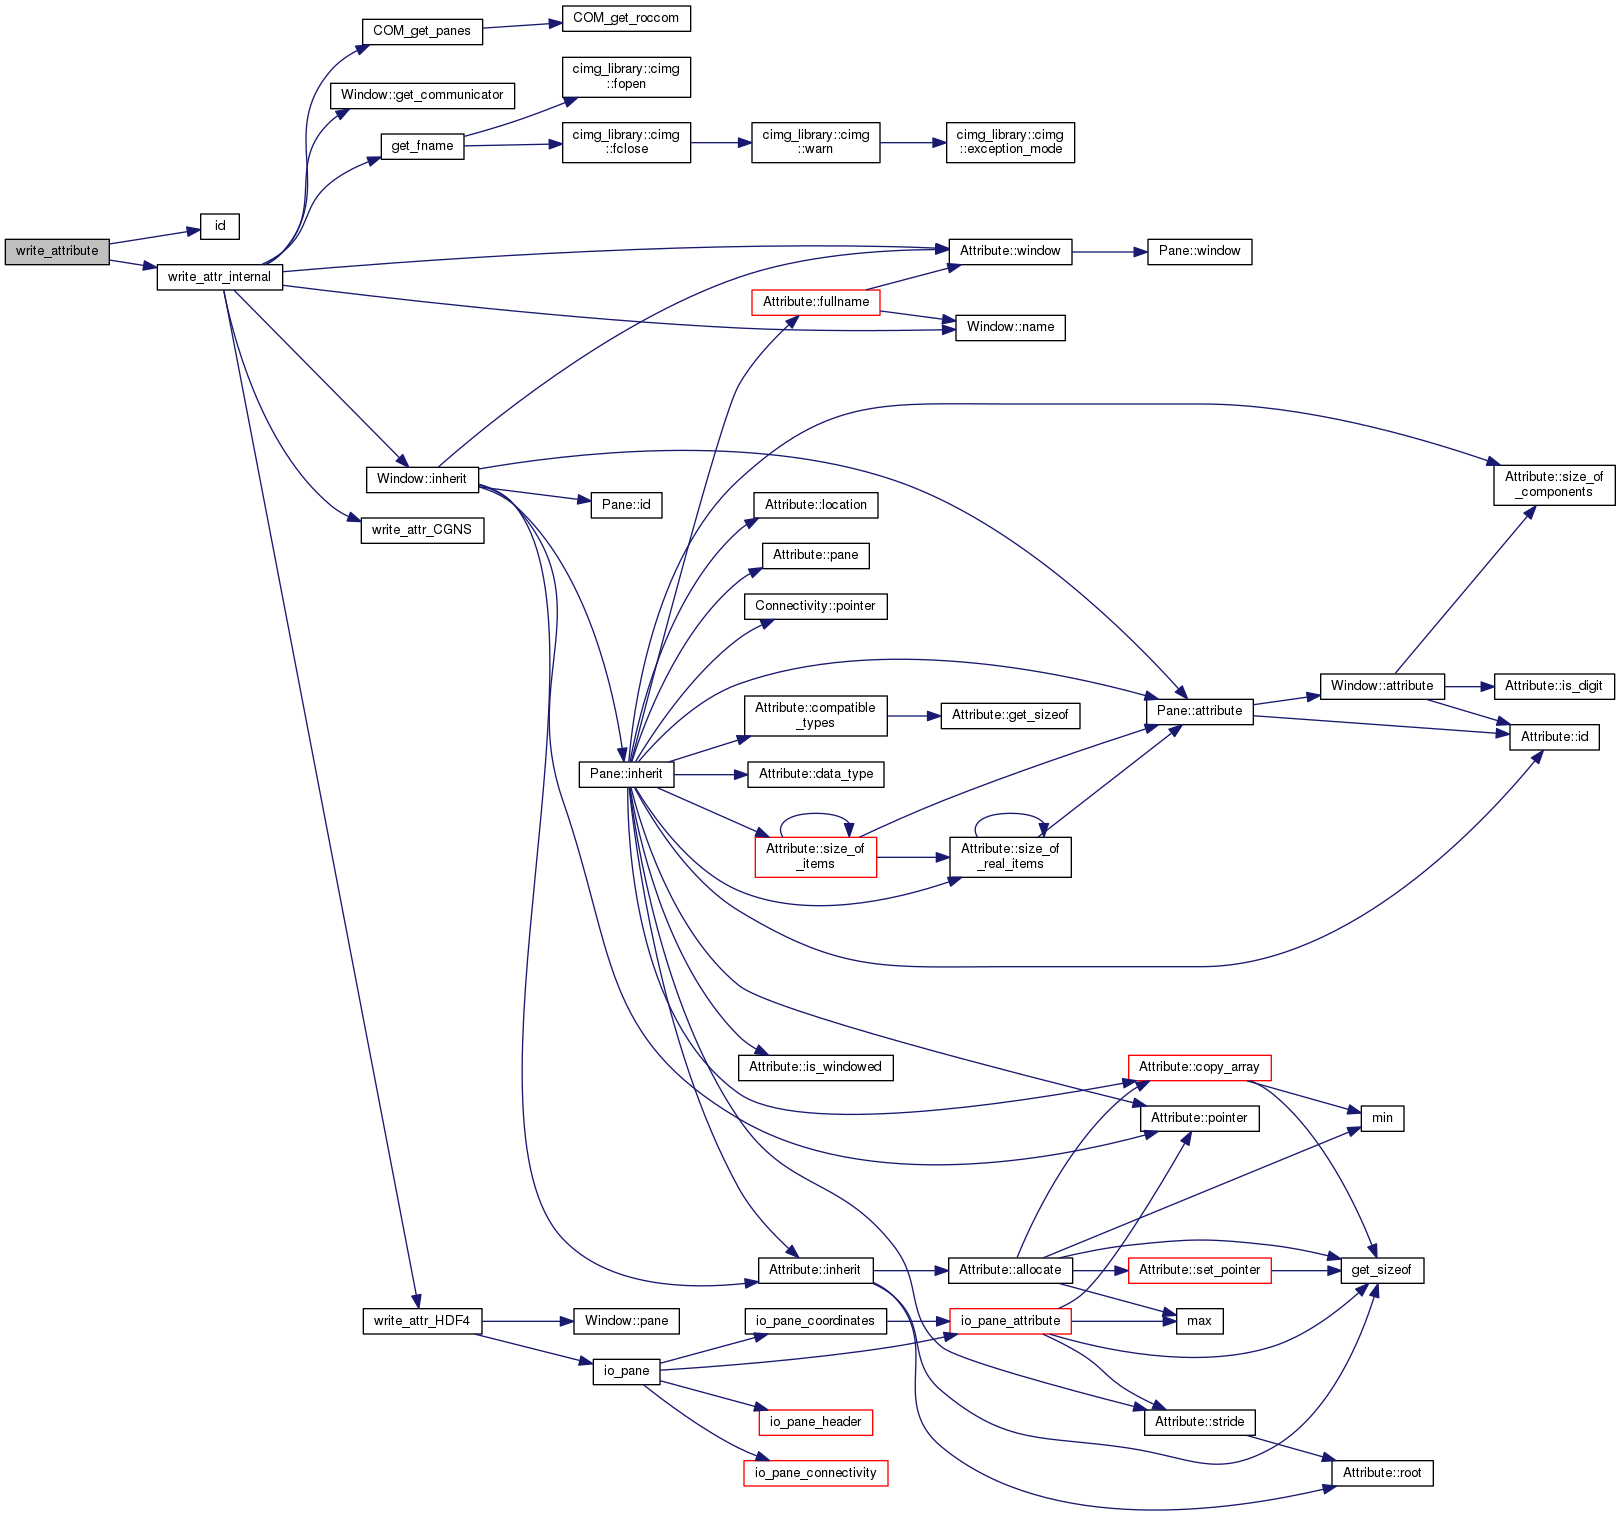 COM_get_panes
COM_get_roccom
cimg_library::cimg
::fopen
Window::get_communicator
get_fname
cimg_library::cimg
::fclose
cimg_library::cimg
::warn
cimg_library::cimg
::exception_mode
id
write_attribute
write_attr_internal
Attribute::window
Pane::window
Attribute::fullname
Window::name
Window::inherit
Attribute::size_of
_components
Pane::id
Attribute::location
write_attr_CGNS
Attribute::pane
Connectivity::pointer
Window::attribute
Attribute::is_digit
Attribute::compatible
_types
Attribute::get_sizeof
Pane::attribute
Attribute::id
Pane::inherit
Attribute::data_type
Attribute::size_of
_items
Attribute::size_of
_real_items
Attribute::is_windowed
Attribute::copy_array
Attribute::pointer
min
Attribute::inherit
Attribute::allocate
Attribute::set_pointer
get_sizeof
write_attr_HDF4
Window::pane
io_pane_coordinates
io_pane_attribute
max
io_pane
io_pane_header
Attribute::stride
io_pane_connectivity
Attribute::root